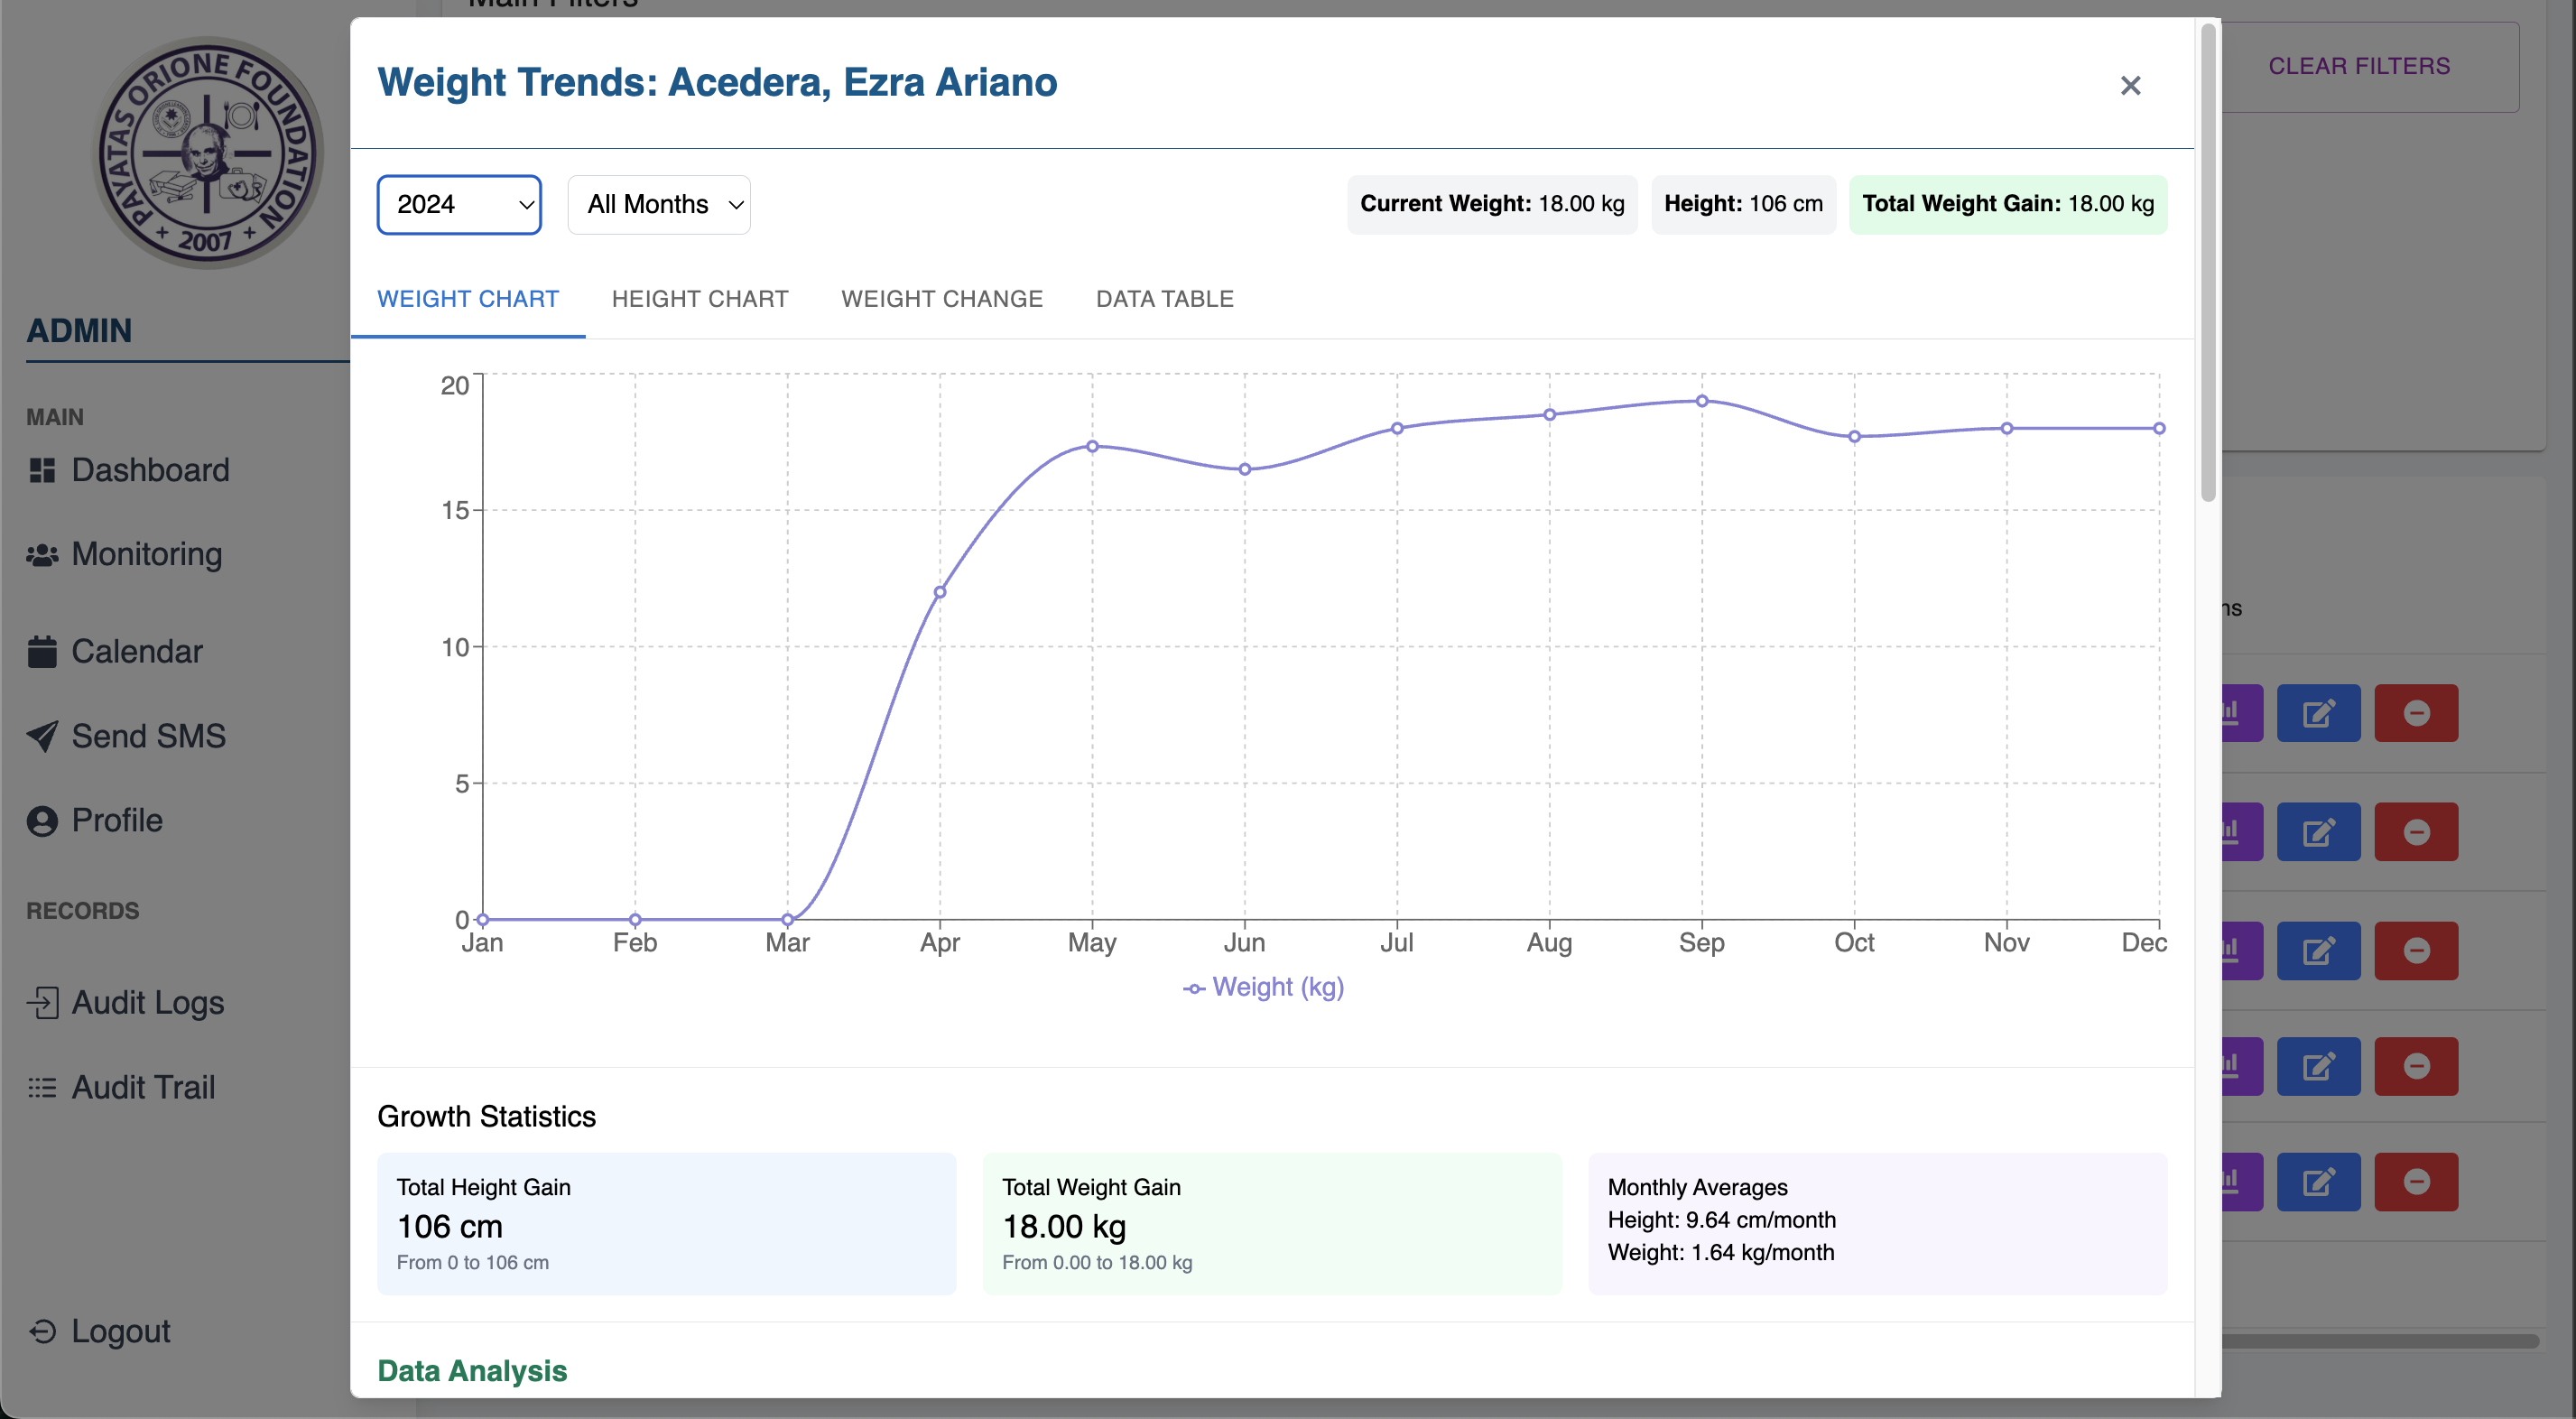 Main Filters
PAYATAS ORIONE FOUNDATION
+ 2007 +
ADMIN
MAIN
Dashboard
Monitoring
Calendar
Send SMS
Profile
RECORDS
Audit Logs
Audit Trail
Logout
CLEAR FILTERS
Weight Trends: Acedera, Ezra Ariano
2024
All Months
Current Weight: 18.00 kg
Height: 106 cm
Total Weight Gain: 18.00 kg
WEIGHT CHART
HEIGHT CHART
WEIGHT CHANGE
DATA TABLE
20
15
10
5
0
Jan
Feb
Mar
Apr
May
Jun
Jul
Aug
Sep
Oct
Nov
Dec
Weight (kg)
Growth Statistics
Total Height Gain
106 cm
From 0 to 106 cm
Total Weight Gain
18.00 kg
From 0.00 to 18.00 kg
Monthly Averages
Height: 9.64 cm/month
Weight: 1.64 kg/month
Data Analysis